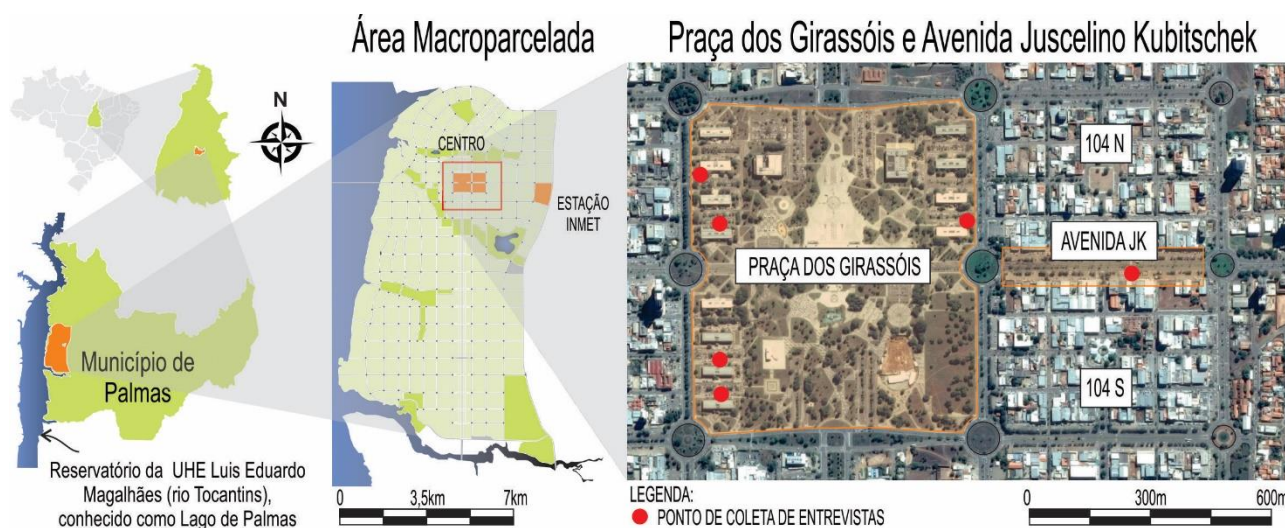 Área Macroparcelada
Praça dos Girassóis e Avenida Juscelino Kubitschek
N
CENTRO
ESTAÇÃO
INMET
Município de
Palmas
Reservatório da UHE Luis Eduardo
Magalhães (rio Tocantins),
conhecido como Lago de Palmas
0 3,5km 7km
104 N
AVENIDA JK
PRAÇA DOS GIRASSÓIS
104 S
LEGENDA:
PONTO DE COLETA DE ENTREVISTAS
0 300m 600m